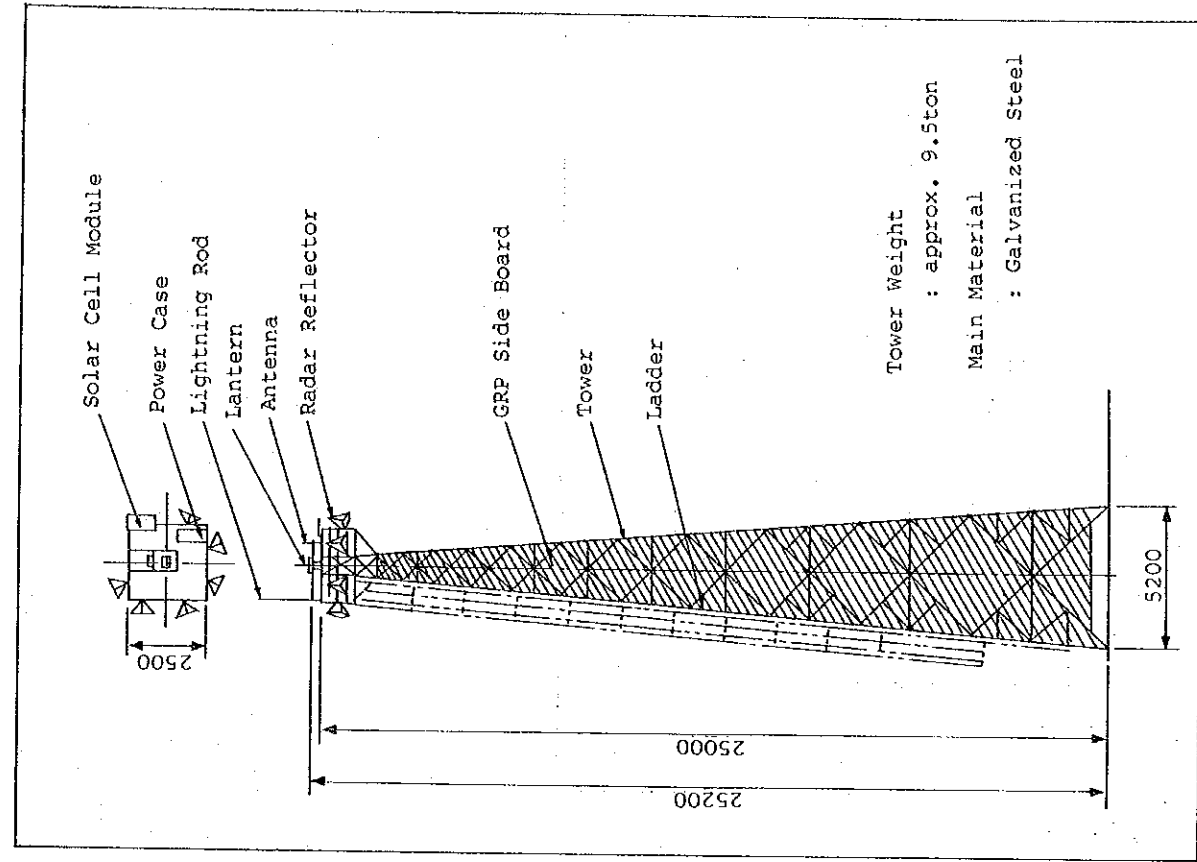 Solar Cell Module
Power Case
Lightning Rod
Lantern
Antenna
Radar Reflector
GRP Side Board
Tower
Ladder
Tower Weight
: approx. 9.5ton
Main Material
: Galvanized Steel
2500
25000
25200
5200